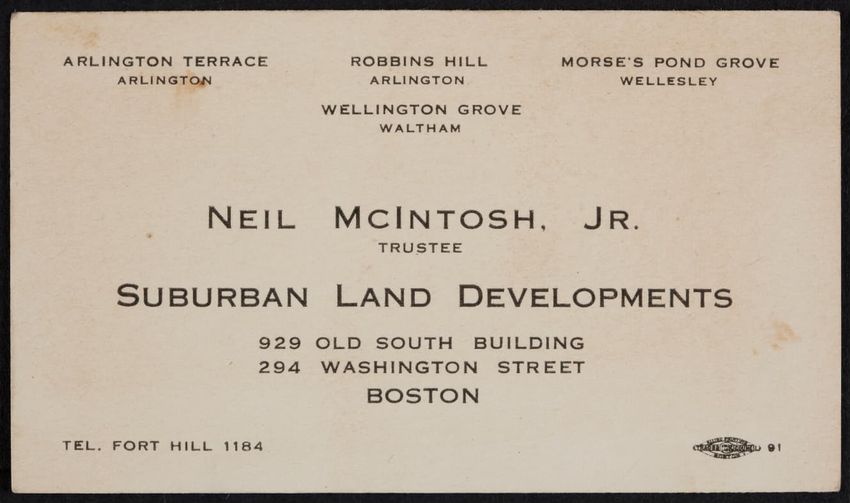 ARLINGTON TERRACE ROBBINS HILL MORSE'S POND GROVE
ARLINGTON ARLINGTON WELLESLEY
WELLINGTON GROVE
WALTHAM
NEIL MCINTOSH, JR.
TRUSTEE
SUBURBAN LAND DEVELOPMENTS
929 OLD SOUTH BUILDING
294 WASHINGTON STREET
BOSTON
TEL. FORT HILL 1184 91